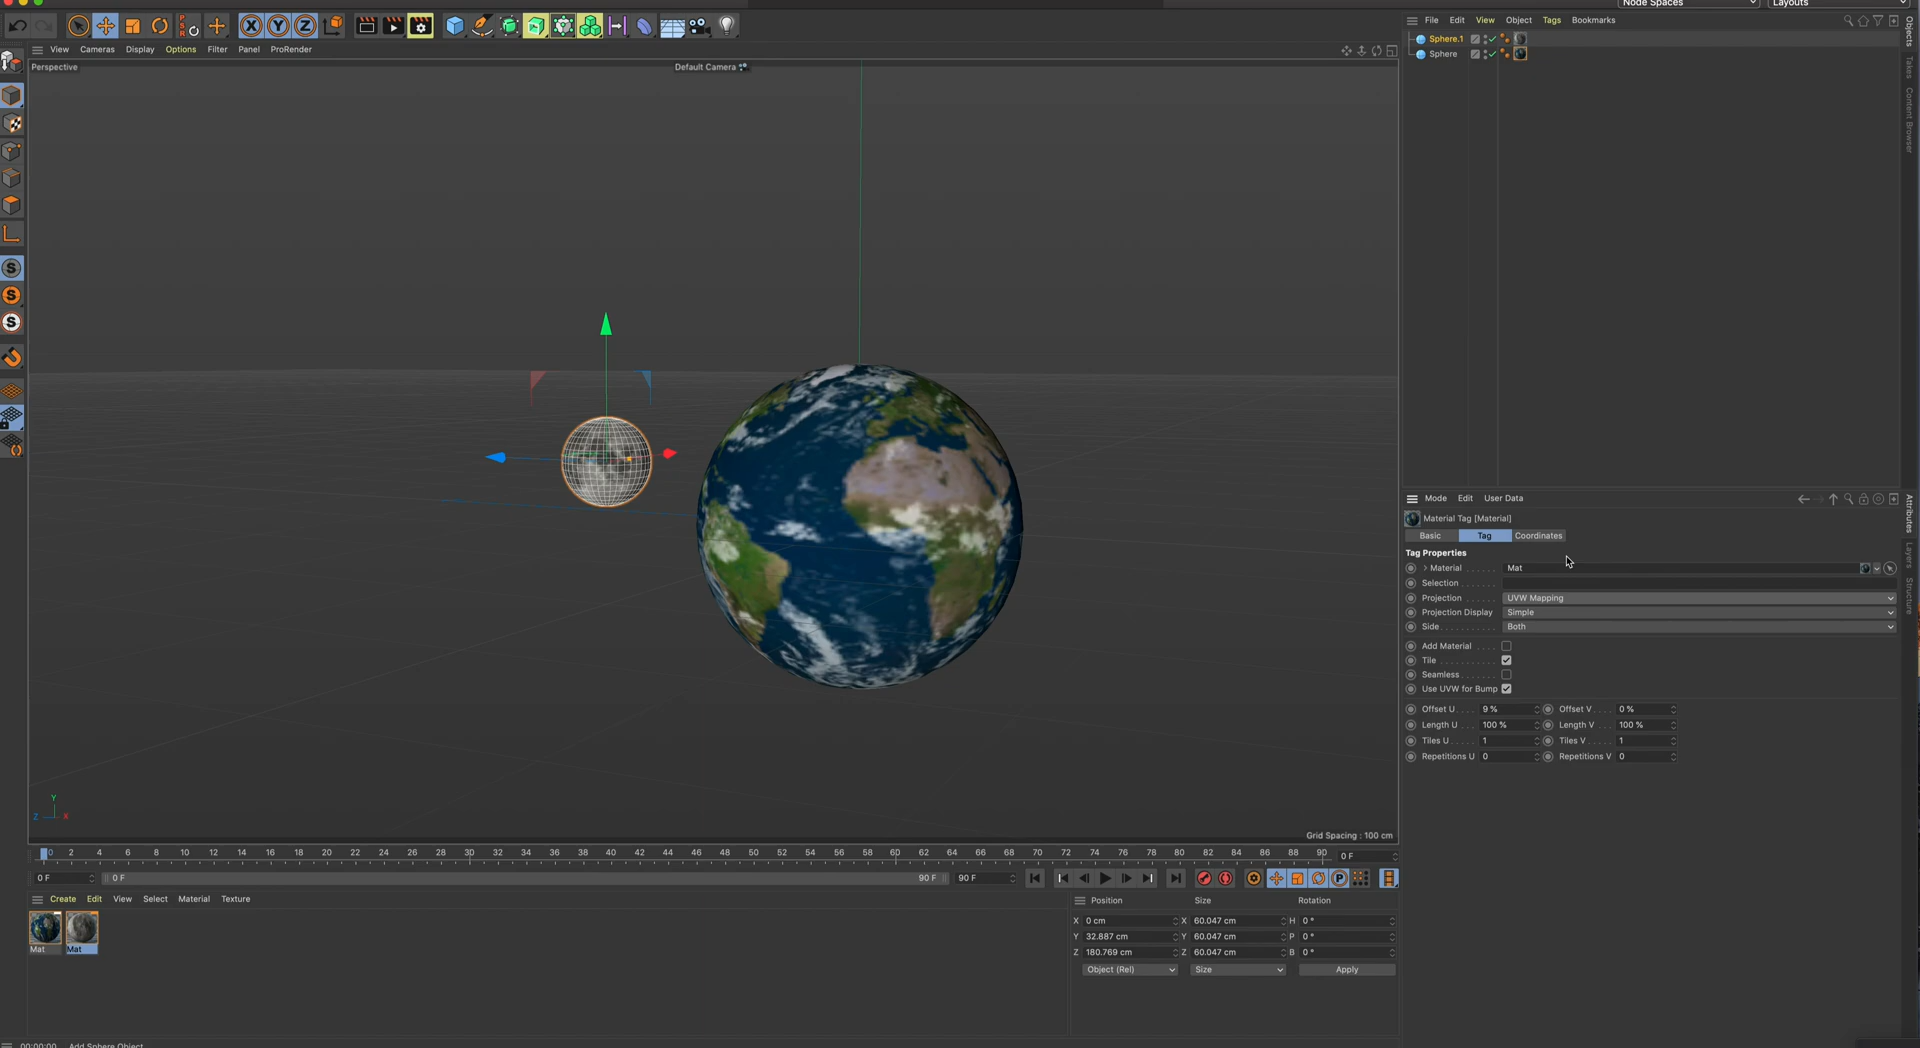 Node Spaces Layouts
File Edit View Object Tags Bookmarks
View Cameras Display Options Filter Panel ProRender
Perspective
Default Camera
Sphere.1
Sphere
Objects
Takes
Content Browser
Mode Edit User Data
Attributes
Layers
Structure
Material Tag [Material]
Basic Tag Coordinates
Tag Properties
Material Mat
Selection
Projection UVW Mapping
Projection Display Simple
Side Both
Add Material
Tile
Seamless
Use UVW for Bump
Offset U 9 % Offset V 0 %
Length U 100 % Length V 100 %
Tiles U 1 Tiles V 1
Repetitions U 0 Repetitions V 0
Y
Z X
Grid Spacing : 100 cm
0 2 4 6 8 10 12 14 16 18 20 22 24 26 28 30 32 34 36 38 40 42 44 46 48 50 52 54 56 58 60 62 64 66 68 70 72 74 76 78 80 82 84 86 88 90 0 F
0 F 0 F 90 F 90 F
Create Edit View Select Material Texture
Mat Mat
Position Size Rotation
X 0 cm X 60.047 cm H 0 °
Y 32.887 cm Y 60.047 cm P 0 °
Z 180.769 cm Z 60.047 cm B 0 °
Object (Rel) Size Apply
00:00:00 Add Sphere Object